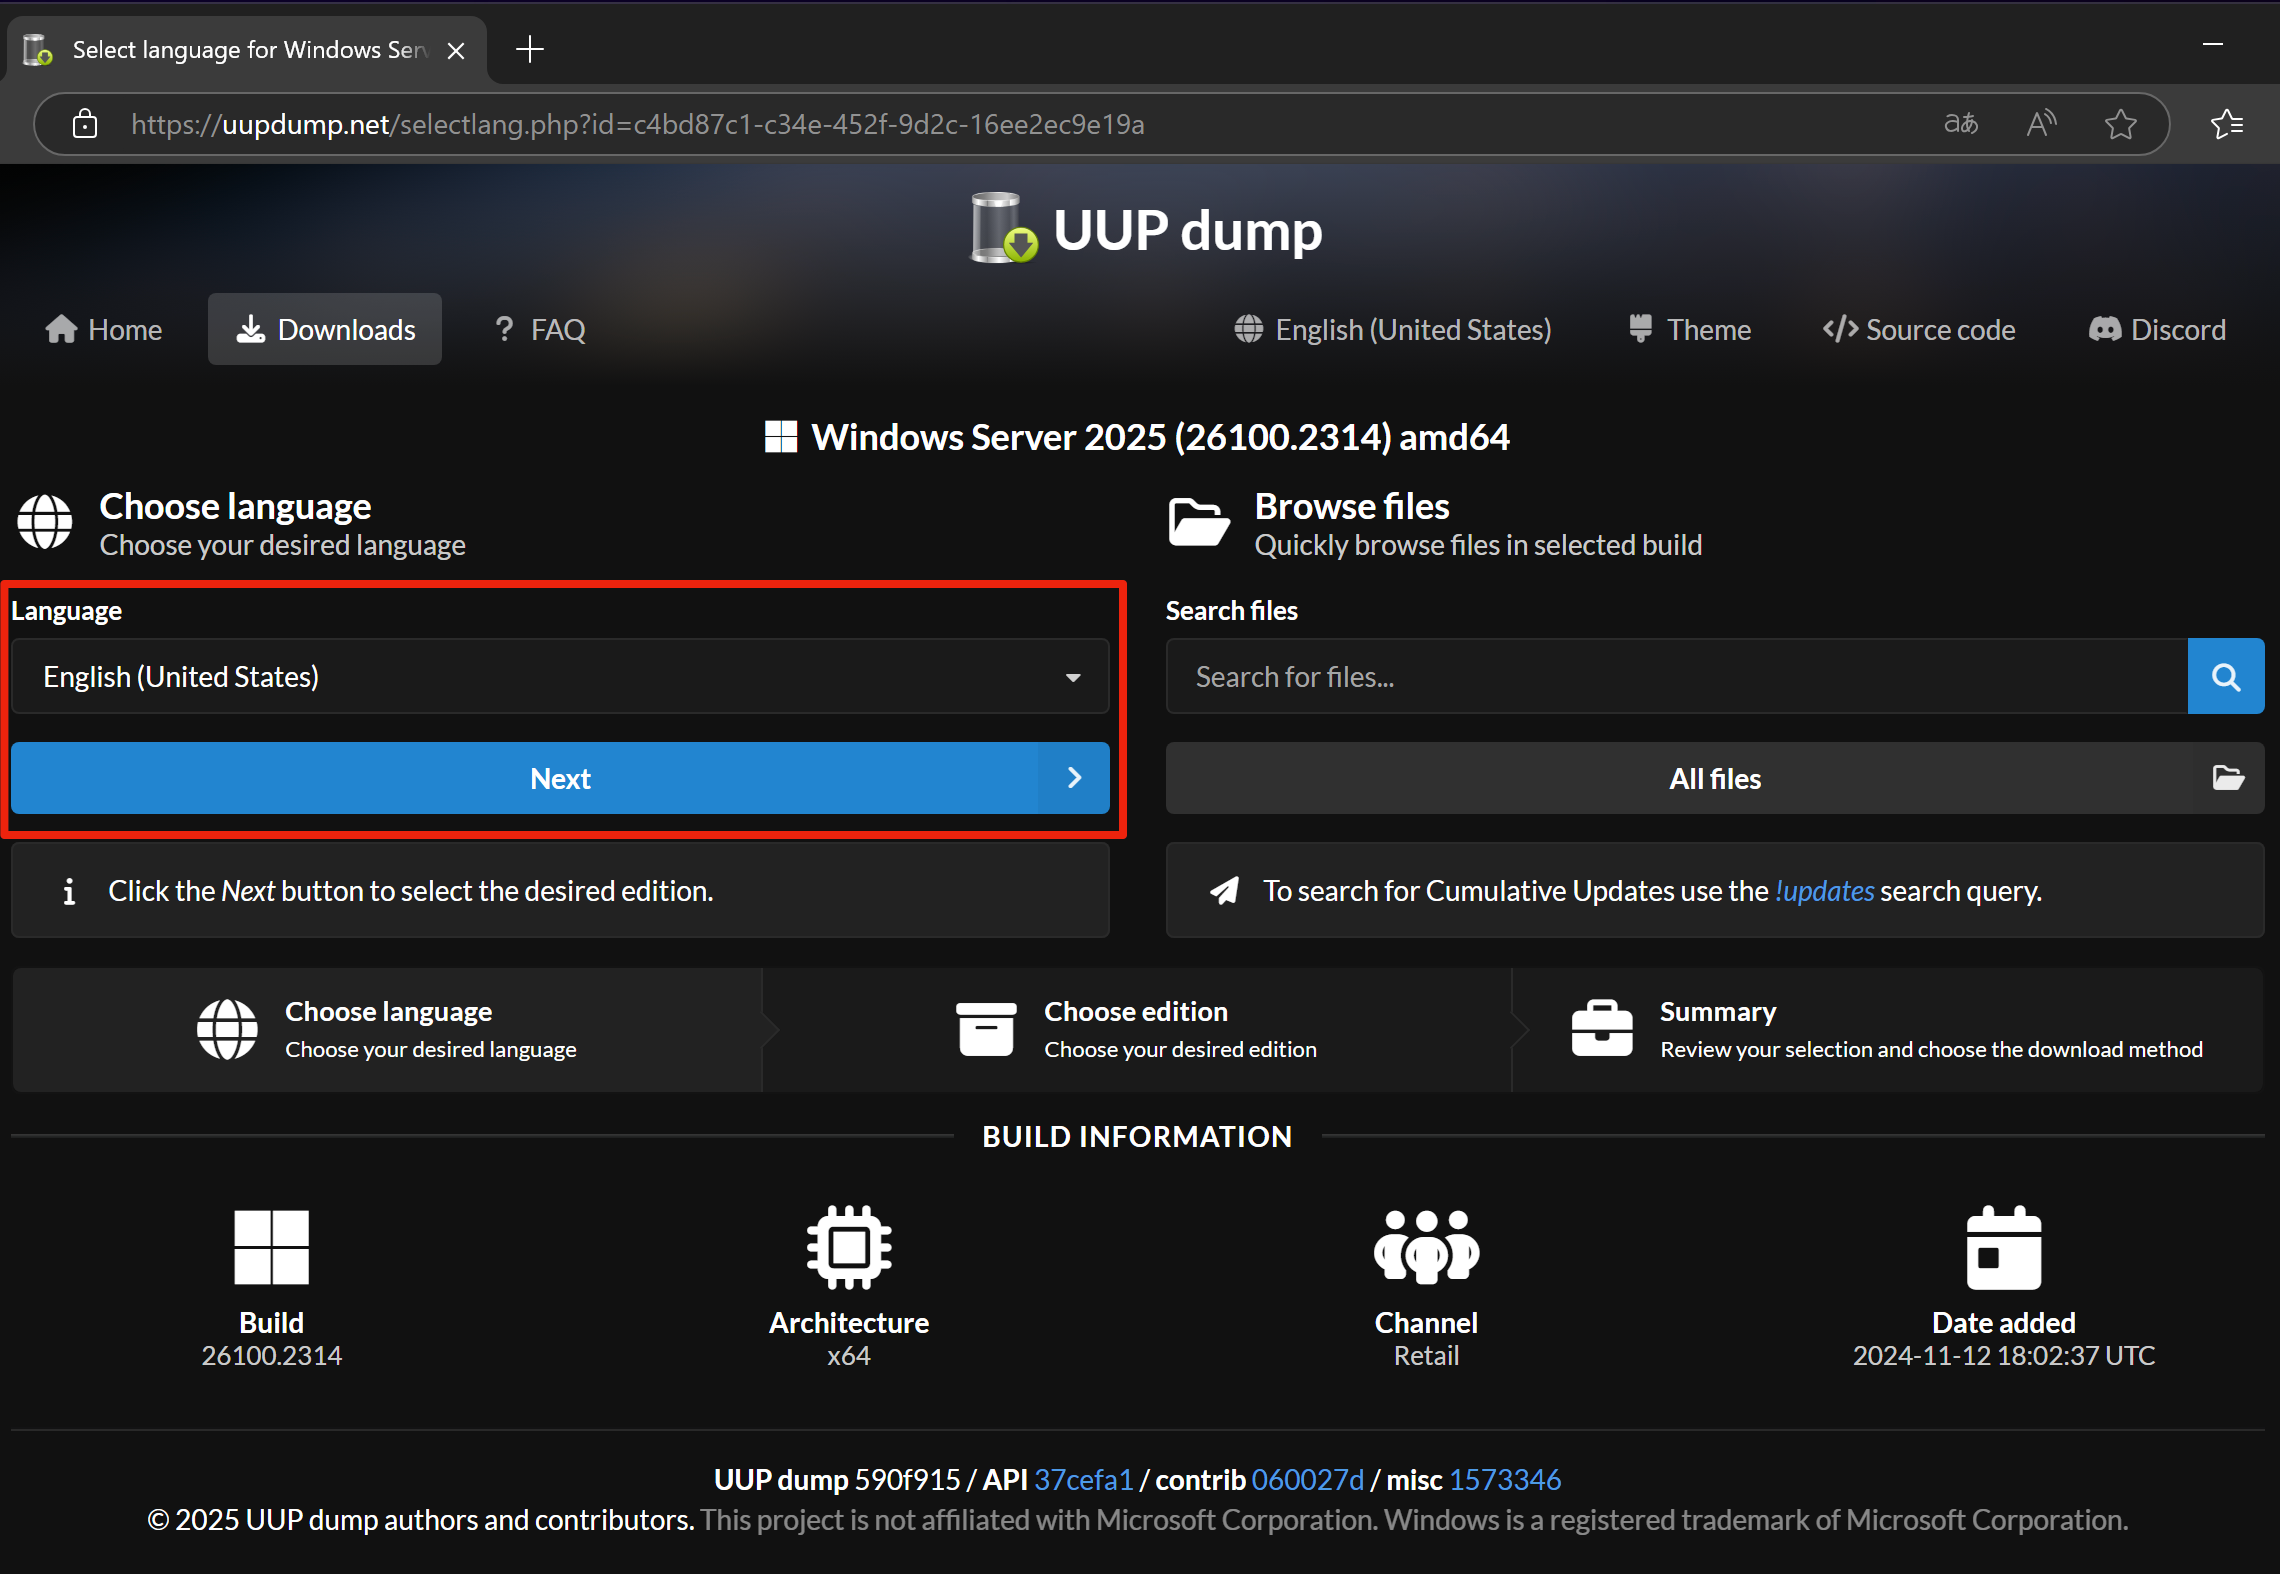 Select language for Windows Ser
https://uupdump.net/selectlang.php?id=c4bd87c1-c34e-452f-9d2c-16ee2ec9e19a
aあ
A
UUP dump
Home
Downloads
? FAQ
English (United States)
Theme
</> Source code
Discord
Windows Server 2025 (26100.2314) amd64
Choose language
Choose your desired language
Language
English (United States)
Next
i Click the Next button to select the desired edition.
Browse files
Quickly browse files in selected build
Search files
Search for files...
All files
To search for Cumulative Updates use the !updates search query.
Choose language
Choose your desired language
Choose edition
Choose your desired edition
Summary
Review your selection and choose the download method
BUILD INFORMATION
Build
26100.2314
Architecture
x64
Channel
Retail
Date added
2024-11-12 18:02:37 UTC
UUP dump 590f915 / API 37cefa1 / contrib 060027d / misc 1573346
© 2025 UUP dump authors and contributors. This project is not affiliated with Microsoft Corporation. Windows is a registered trademark of Microsoft Corporation.